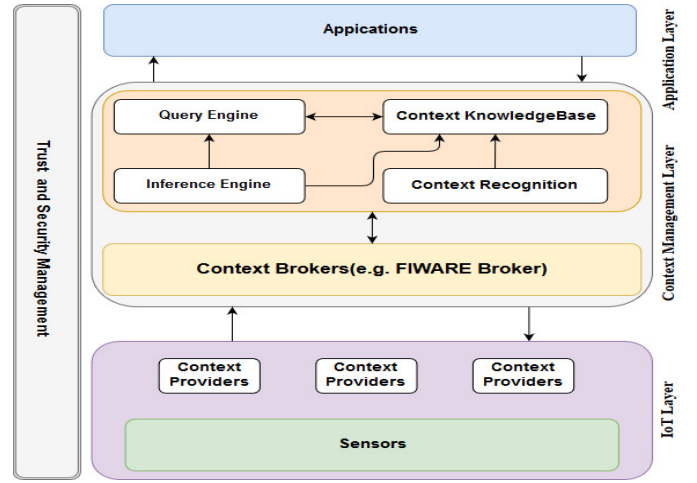 Trust and Security Management
Appications
Application Layer
Query Engine
Context KnowledgeBase
Inference Engine
Context Recognition
Context Brokers(e.g. FIWARE Broker)
Context Management Layer
Context
Providers
Context
Providers
Context
Providers
Sensors
IoT Layer